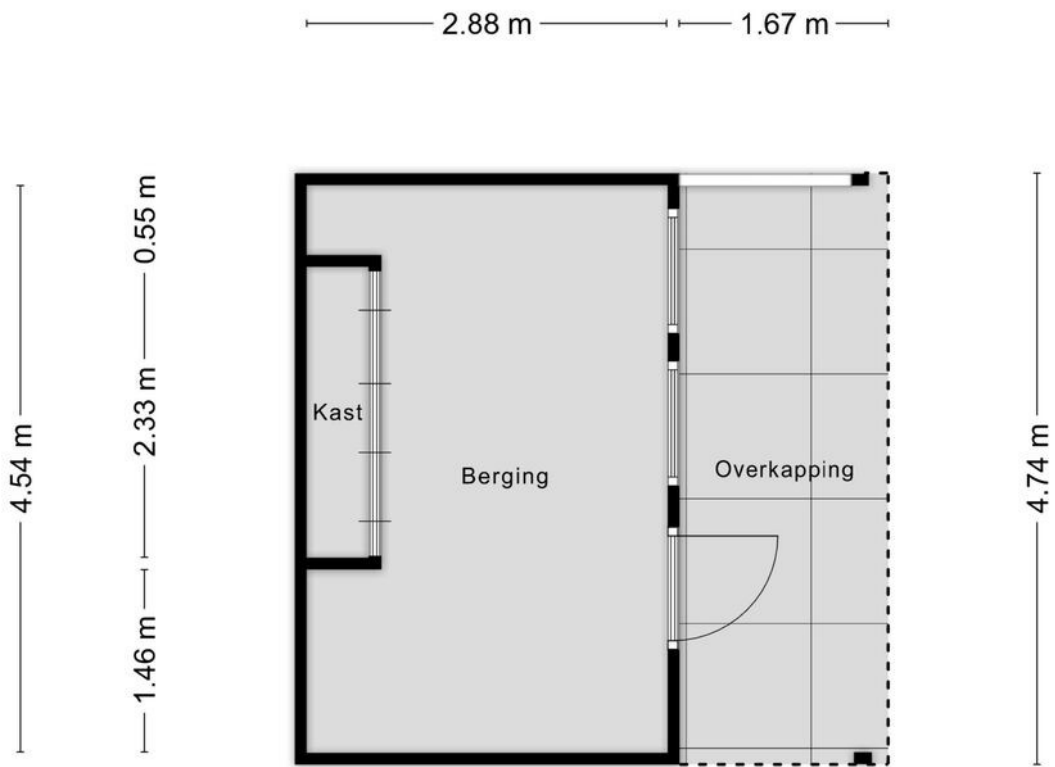 2.88 m
1.67 m
0.55 m
2.33 m
1.46 m
4.54 m
4.74 m
Kast
Berging
Overkapping